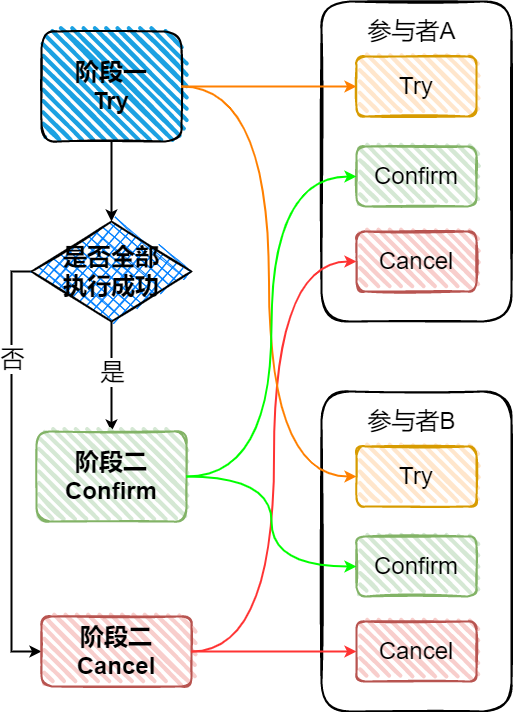 阶段一
Try
是否全部
执行成功
否
是
阶段二
Confirm
阶段二
Cancel
参与者A
Try
Confirm
Cancel
参与者B
Try
Confirm
Cancel